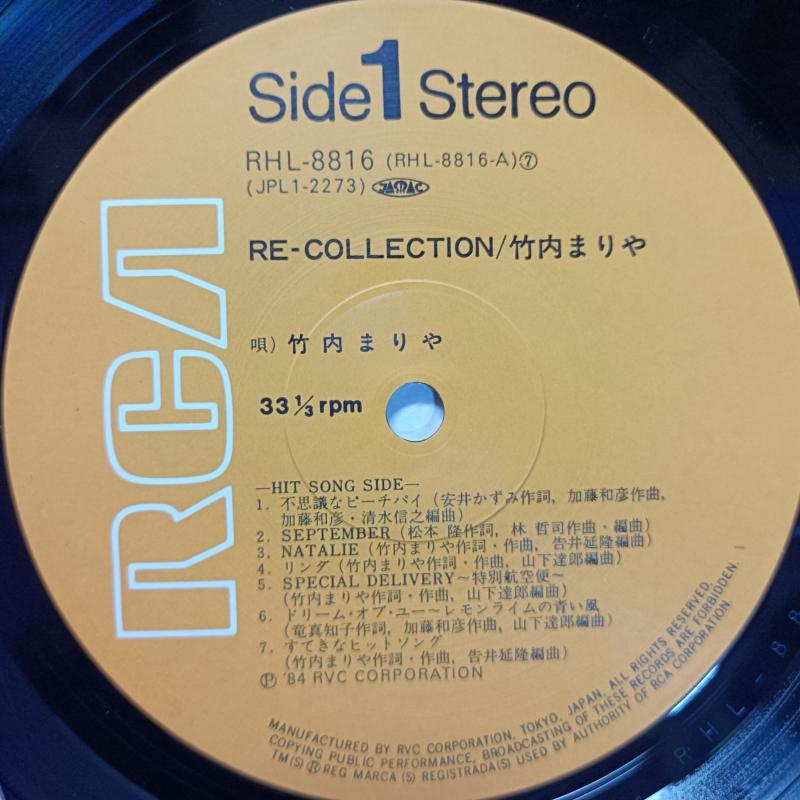 Side 1 Stereo
RHL-8816 (RHL-8816-A)⑦
(JPL1-2273) JASRAC
RE-COLLECTION/竹内まりや
RCA
唄) 竹内まりや
33 1/3 rpm
—HIT SONG SIDE—
1. 不思議なピーチパイ (安井かずみ作詞, 加藤和彦作曲,
加藤和彦・清水信之編曲)
2. SEPTEMBER (松本 隆作詞, 林 哲司作曲・編曲)
3. NATALIE (竹内まりや作詞・作曲, 告井延隆編曲)
4. リンダ (竹内まりや作詞・作曲, 山下達郎編曲)
5. SPECIAL DELIVERY〜特別航空便〜
(竹内まりや作詞・作曲, 山下達郎編曲)
6. ドリーム・オブ・ユー〜レモンライムの青い風
(竜真知子作詞, 加藤和彦作曲, 山下達郎編曲)
7. すてきなヒットソング
(竹内まりや作詞・作曲, 告井延隆編曲)
Ⓟ '84 RVC CORPORATION
MANUFACTURED BY RVC CORPORATION, TOKYO, JAPAN, ALL RIGHTS RESERVED,
COPYING PUBLIC PERFORMANCE, BROADCASTING OF THESE RECORDS ARE FORBIDDEN.
TM(S) ® REG MARCA (S) REGISTRADA(S) USED BY AUTHORITY OF RCA CORPORATION.
RHL-88